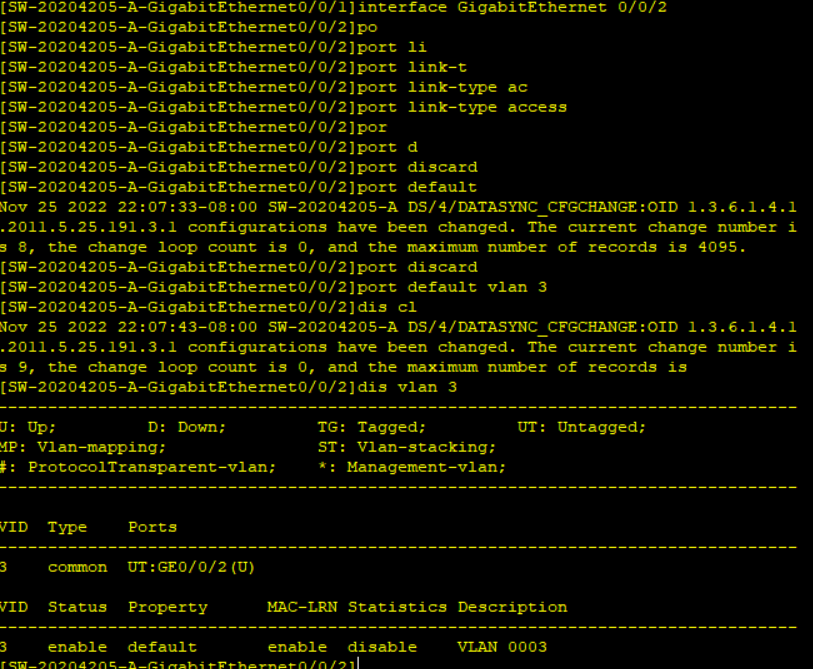 [SW-20204205-A-GigabitEthernet0/0/1]interface GigabitEthernet 0/0/2
[SW-20204205-A-GigabitEthernet0/0/2]po
[SW-20204205-A-GigabitEthernet0/0/2]port li
[SW-20204205-A-GigabitEthernet0/0/2]port link-t
[SW-20204205-A-GigabitEthernet0/0/2]port link-type ac
[SW-20204205-A-GigabitEthernet0/0/2]port link-type access
[SW-20204205-A-GigabitEthernet0/0/2]por
[SW-20204205-A-GigabitEthernet0/0/2]port d
[SW-20204205-A-GigabitEthernet0/0/2]port discard
[SW-20204205-A-GigabitEthernet0/0/2]port default
Nov 25 2022 22:07:33-08:00 SW-20204205-A DS/4/DATASYNC_CFGCHANGE:OID 1.3.6.1.4.1
.2011.5.25.191.3.1 configurations have been changed. The current change number i
s 8, the change loop count is 0, and the maximum number of records is 4095.
[SW-20204205-A-GigabitEthernet0/0/2]port discard
[SW-20204205-A-GigabitEthernet0/0/2]port default vlan 3
[SW-20204205-A-GigabitEthernet0/0/2]dis cl
Nov 25 2022 22:07:43-08:00 SW-20204205-A DS/4/DATASYNC_CFGCHANGE:OID 1.3.6.1.4.1
.2011.5.25.191.3.1 configurations have been changed. The current change number i
s 9, the change loop count is 0, and the maximum number of records is
[SW-20204205-A-GigabitEthernet0/0/2]dis vlan 3
--------------------------------------------------------------------------------
U: Up;         D: Down;         TG: Tagged;         UT: Untagged;
MP: Vlan-mapping;               ST: Vlan-stacking;
#: ProtocolTransparent-vlan;    *: Management-vlan;
--------------------------------------------------------------------------------
VID  Type    Ports
--------------------------------------------------------------------------------
3    common  UT:GE0/0/2(U)
VID  Status  Property      MAC-LRN Statistics Description
--------------------------------------------------------------------------------
3    enable  default       enable  disable    VLAN 0003
[SW-20204205-A-GigabitEthernet0/0/2]